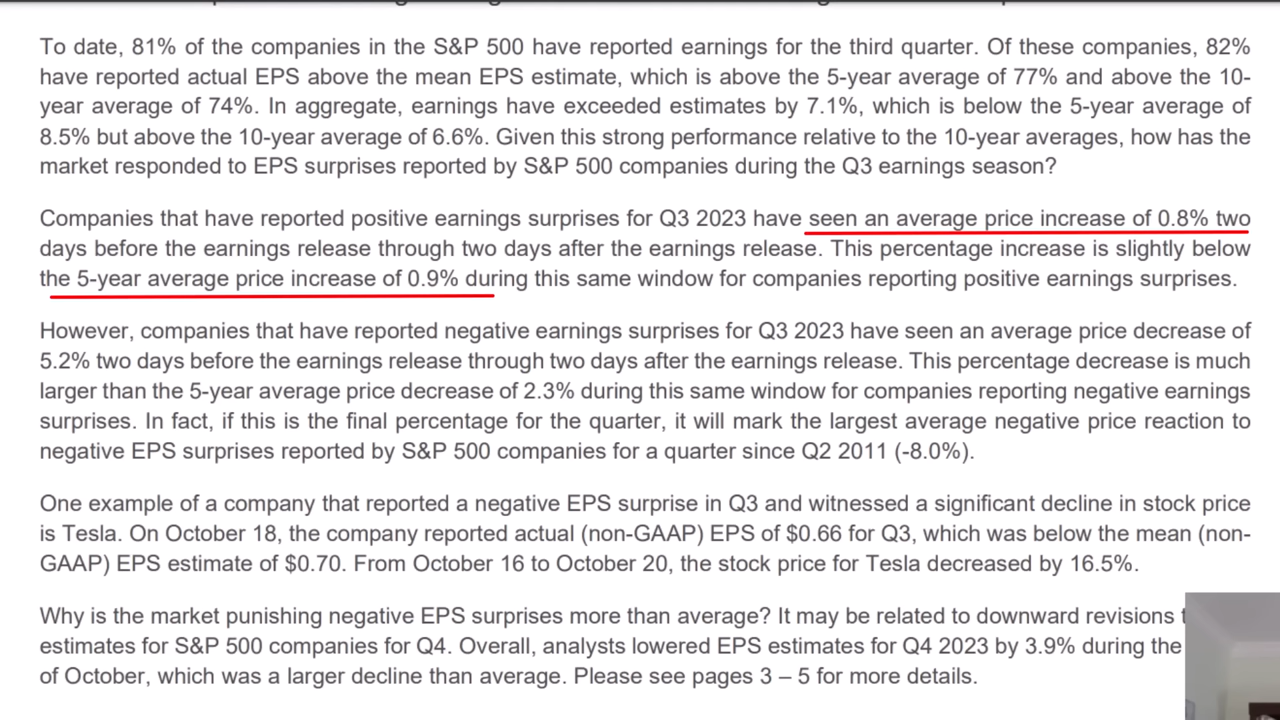 To date, 81% of the companies in the S&P 500 have reported earnings for the third quarter. Of these companies, 82%
have reported actual EPS above the mean EPS estimate, which is above the 5-year average of 77% and above the 10-
year average of 74%. In aggregate, earnings have exceeded estimates by 7.1%, which is below the 5-year average of
8.5% but above the 10-year average of 6.6%. Given this strong performance relative to the 10-year averages, how has the
market responded to EPS surprises reported by S&P 500 companies during the Q3 earnings season?
Companies that have reported positive earnings surprises for Q3 2023 have seen an average price increase of 0.8% two
days before the earnings release through two days after the earnings release. This percentage increase is slightly below
the 5-year average price increase of 0.9% during this same window for companies reporting positive earnings surprises.
However, companies that have reported negative earnings surprises for Q3 2023 have seen an average price decrease of
5.2% two days before the earnings release through two days after the earnings release. This percentage decrease is much
larger than the 5-year average price decrease of 2.3% during this same window for companies reporting negative earnings
surprises. In fact, if this is the final percentage for the quarter, it will mark the largest average negative price reaction to
negative EPS surprises reported by S&P 500 companies for a quarter since Q2 2011 (-8.0%).
One example of a company that reported a negative EPS surprise in Q3 and witnessed a significant decline in stock price
is Tesla. On October 18, the company reported actual (non-GAAP) EPS of $0.66 for Q3, which was below the mean (non-
GAAP) EPS estimate of $0.70. From October 16 to October 20, the stock price for Tesla decreased by 16.5%.
Why is the market punishing negative EPS surprises more than average? It may be related to downward revisions
estimates for S&P 500 companies for Q4. Overall, analysts lowered EPS estimates for Q4 2023 by 3.9% during the
of October, which was a larger decline than average. Please see pages 3 – 5 for more details.